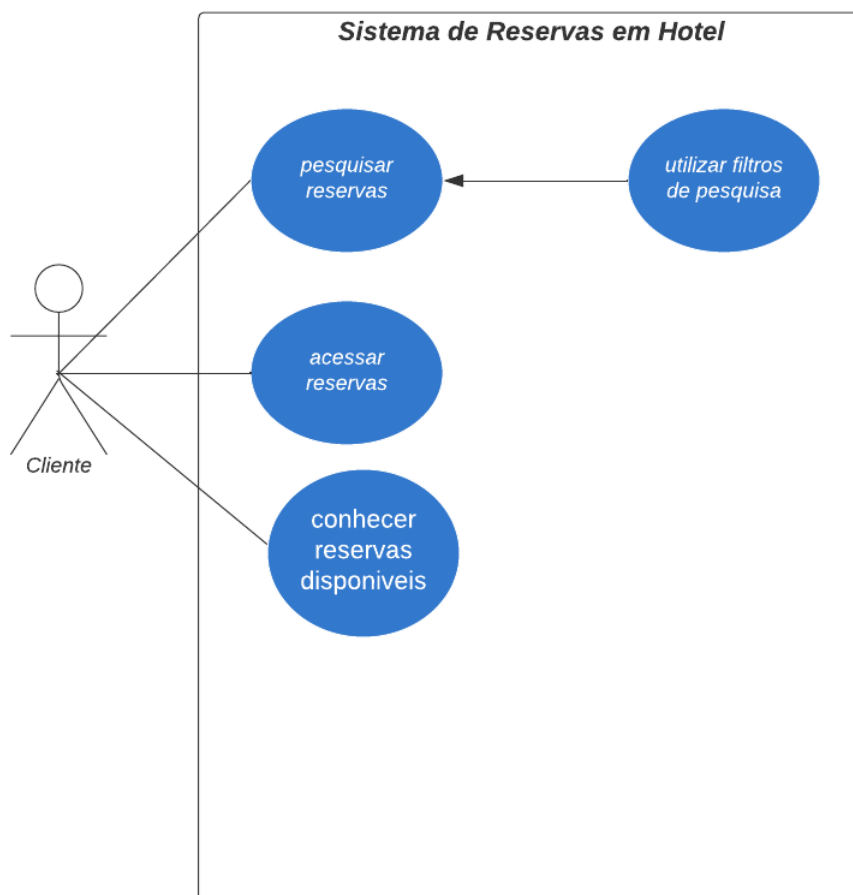 Sistema de Reservas em Hotel
pesquisar
reservas
utilizar filtros
de pesquisa
acessar
reservas
Cliente
conhecer
reservas
disponiveis